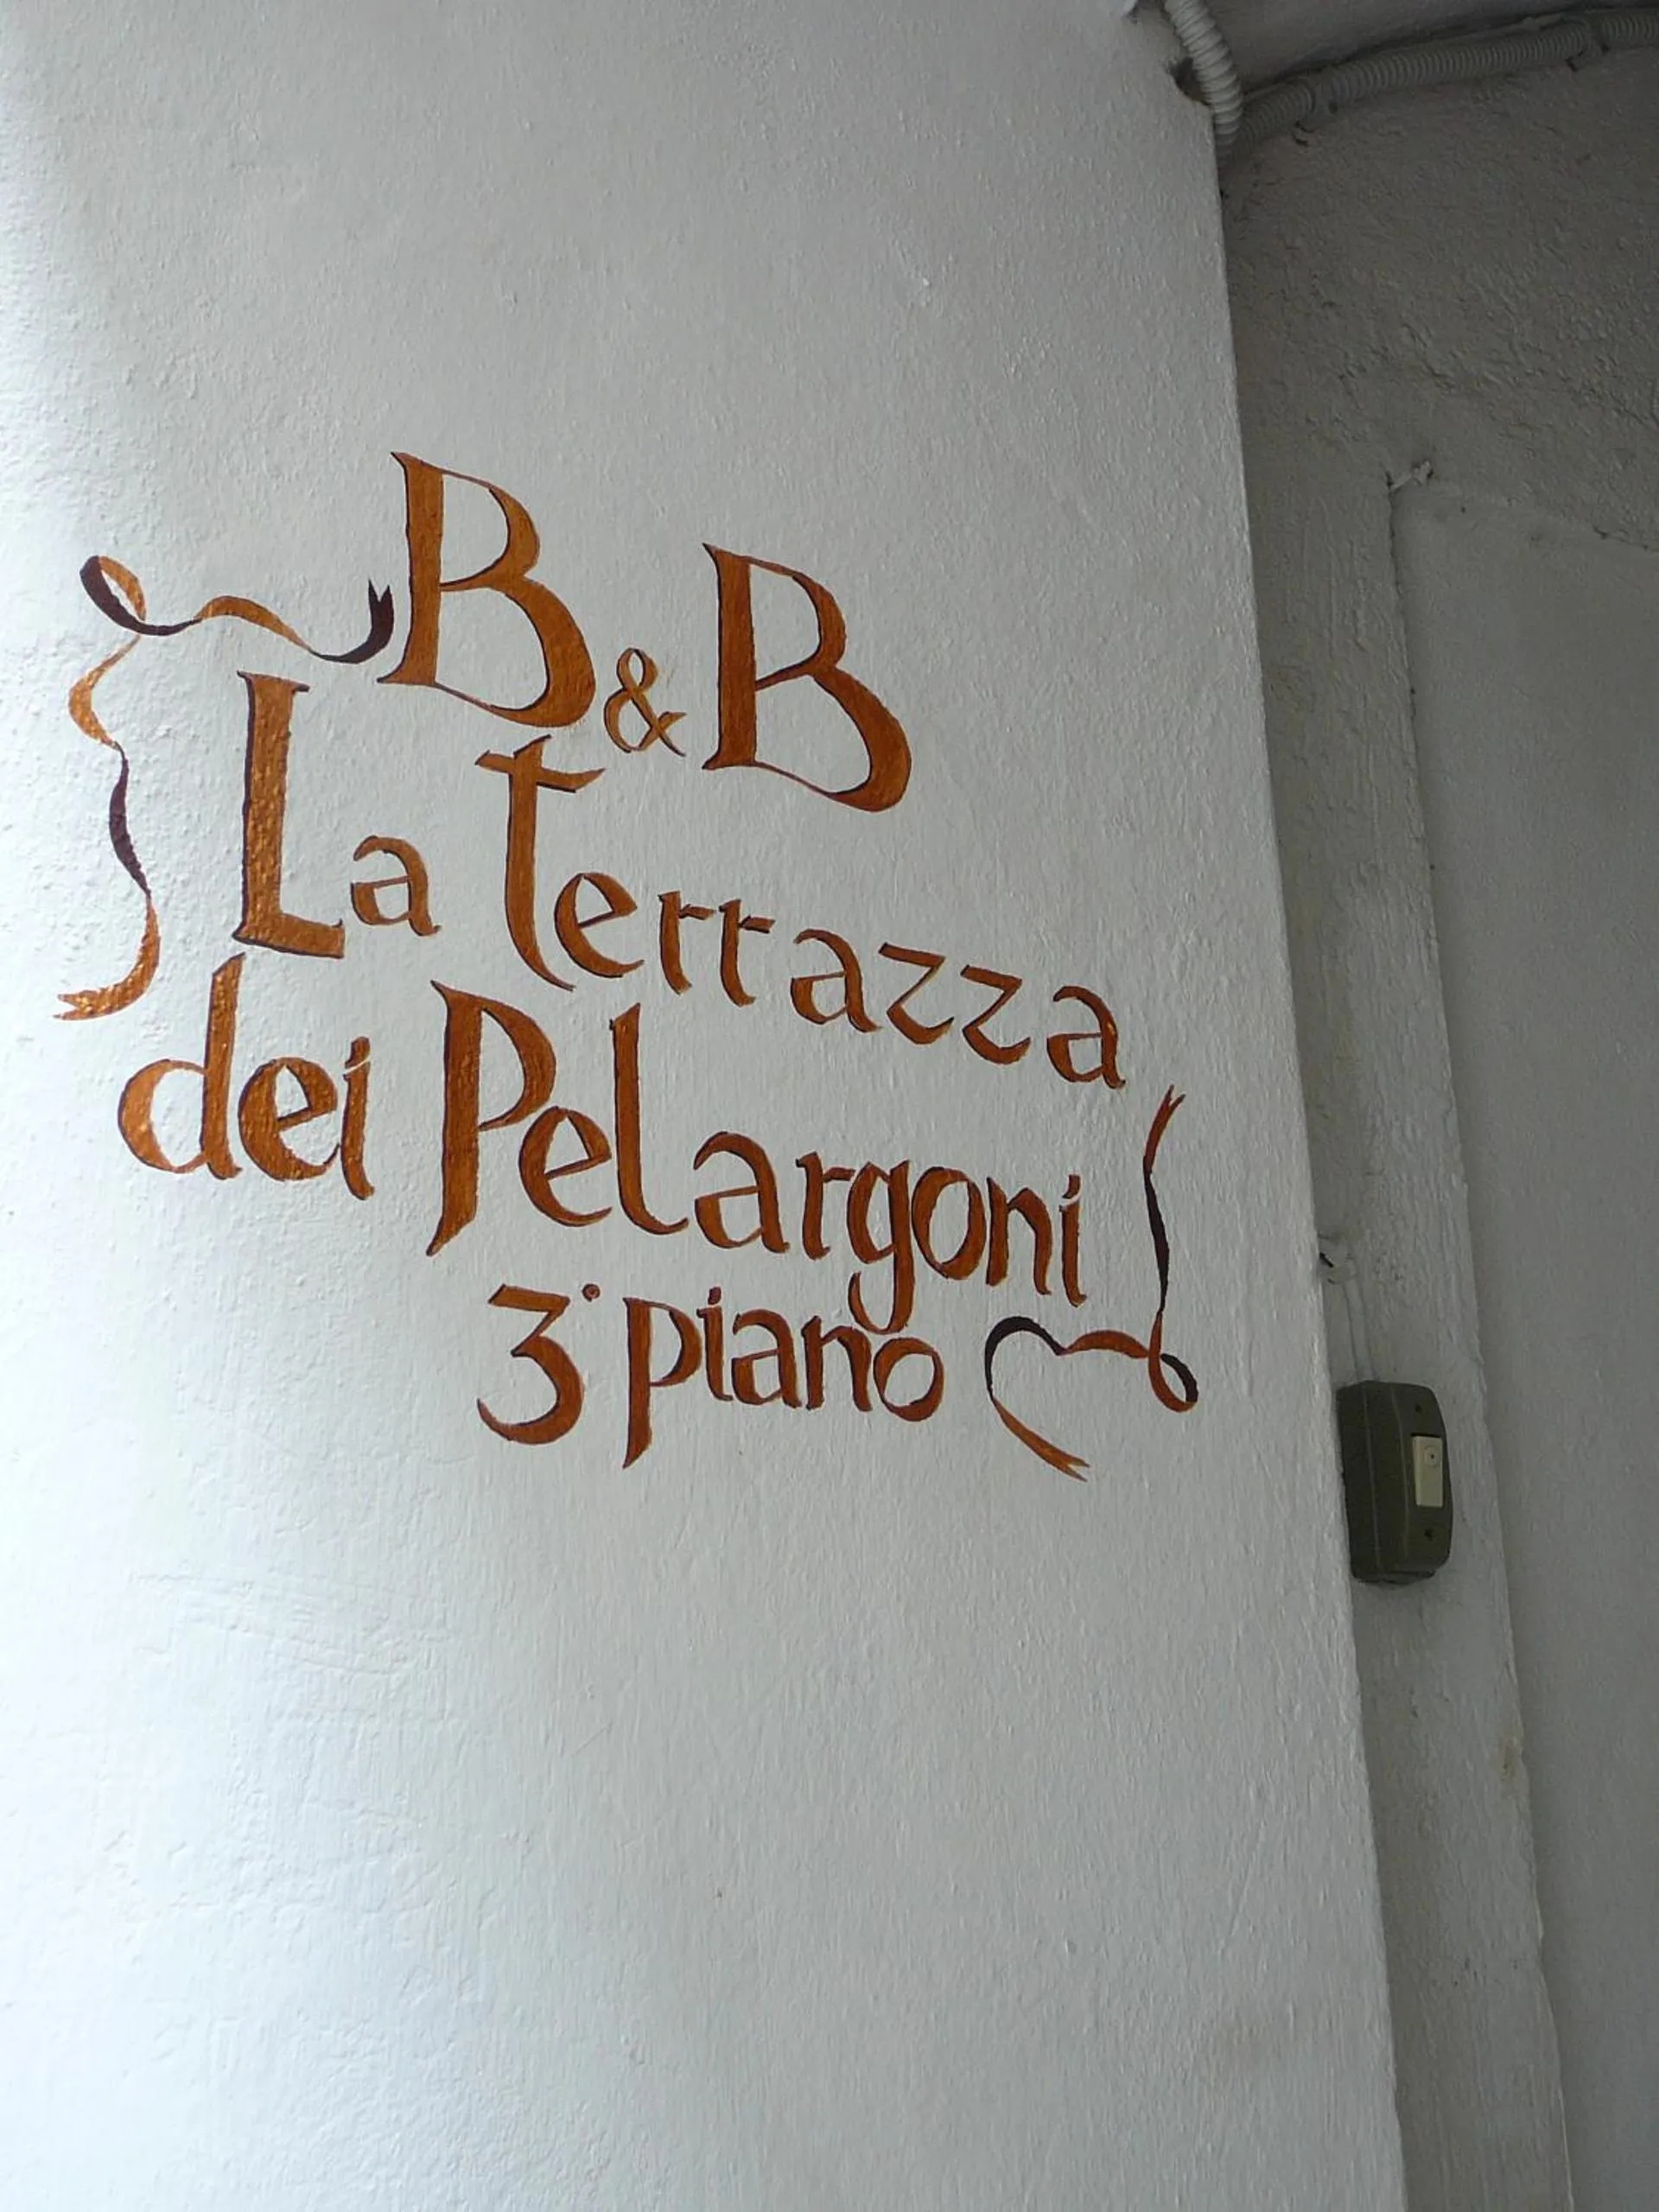 B&B
La terrazza
dei Pelargoni
3° piano